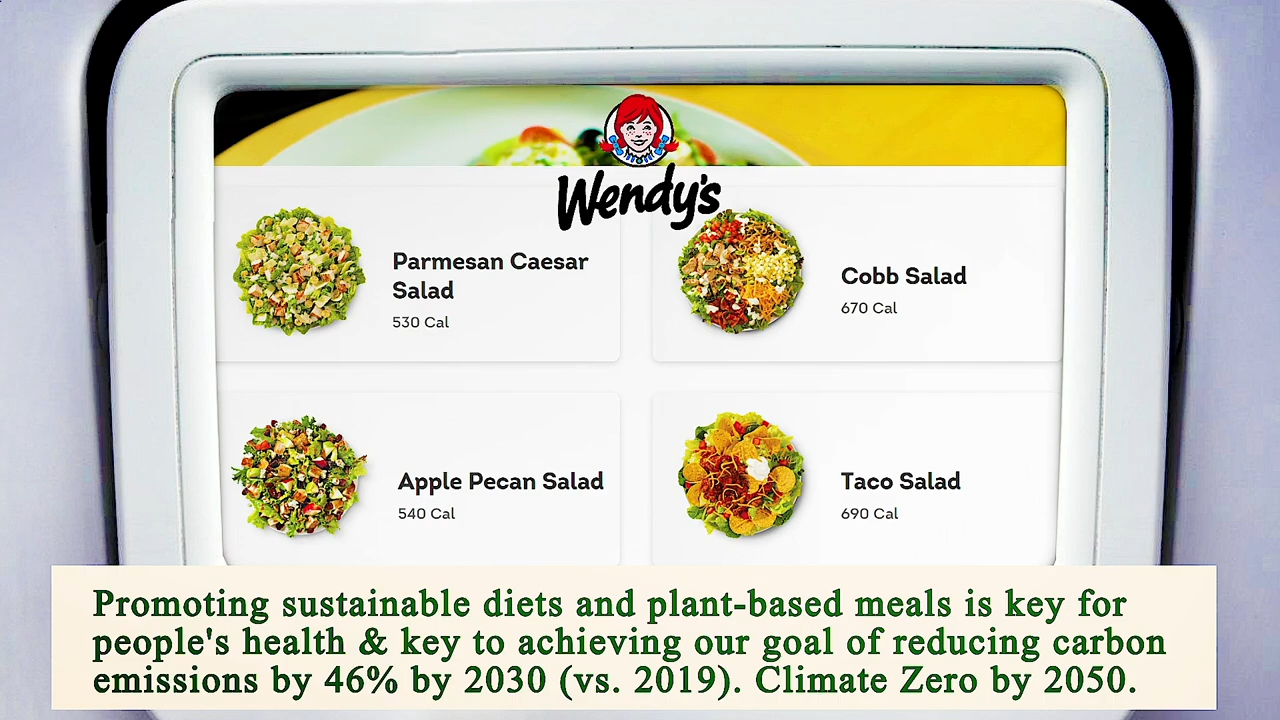 Wendy's
Parmesan Caesar
Salad
530 Cal
Cobb Salad
670 Cal
Apple Pecan Salad
540 Cal
Taco Salad
690 Cal
Promoting sustainable diets and plant-based meals is key for
people's health & key to achieving our goal of reducing carbon
emissions by 46% by 2030 (vs. 2019). Climate Zero by 2050.